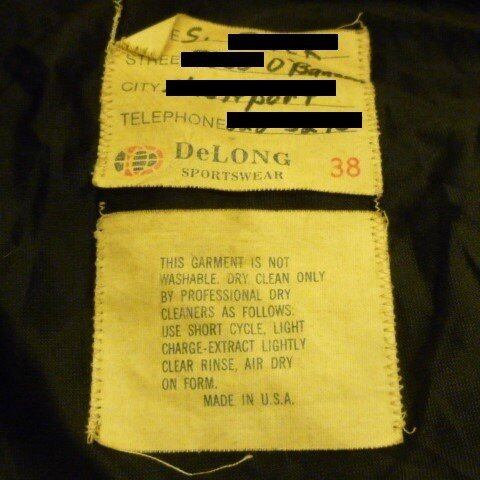 S.
STREE
CITY
TELEPHONE
DeLONG
SPORTSWEAR
38
THIS GARMENT IS NOT
WASHABLE. DRY CLEAN ONLY
BY PROFESSIONAL DRY
CLEANERS AS FOLLOWS.
USE SHORT CYCLE, LIGHT
CHARGE-EXTRACT LIGHTLY
CLEAR RINSE, AIR DRY
ON FORM.
MADE IN U.S.A.